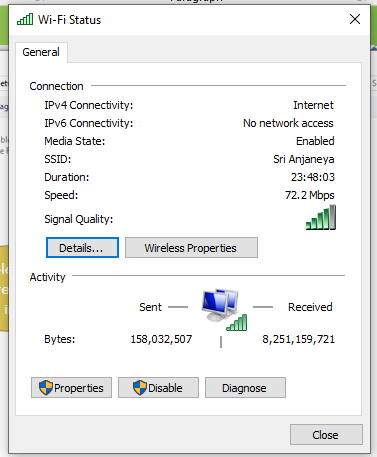 Paragraph
Wi-Fi Status
General
Connection
IPv4 Connectivity: Internet
IPv6 Connectivity: No network access
Media State: Enabled
SSID: Sri Anjaneya
Duration: 23:48:03
Speed: 72.2 Mbps
Signal Quality:
Details... Wireless Properties
Activity
Sent Received
Bytes: 158,032,507 8,251,159,721
Properties Disable Diagnose
Close